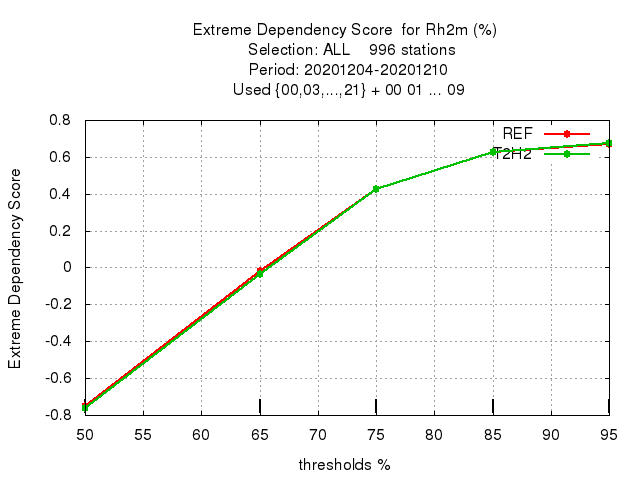 Extreme Dependency Score for Rh2m (%)
Selection: ALL 996 stations
Period: 20201204-20201210
Used {00,03,...,21} + 00 01 ... 09
Extreme Dependency Score
0.8
0.6
0.4
0.2
0
-0.2
-0.4
-0.6
-0.8
REF
T2H2
50 55 60 65 70 75 80 85 90 95
thresholds %